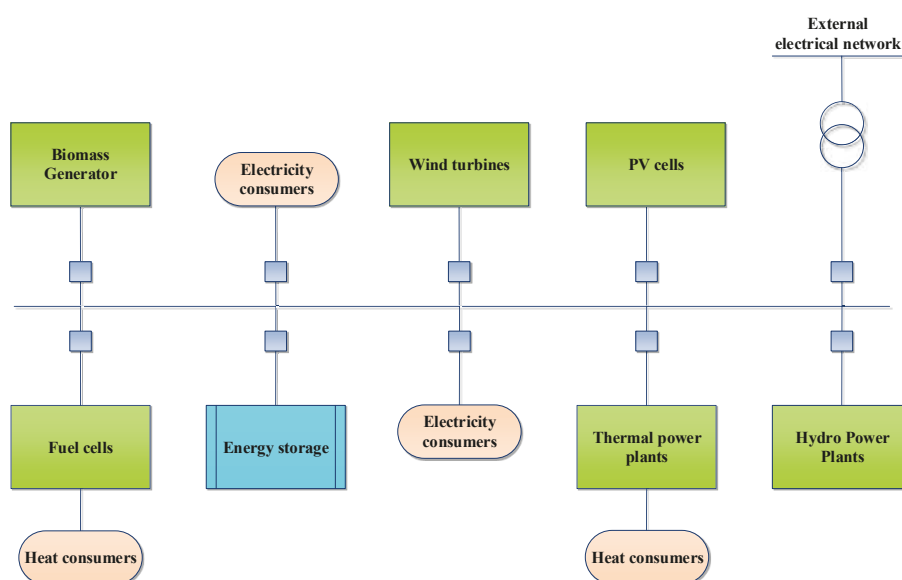 External
electrical network
Biomass
Generator
Electricity
consumers
Wind turbines
PV cells
Fuel cells
Energy storage
Electricity
consumers
Thermal power
plants
Hydro Power
Plants
Heat consumers
Heat consumers